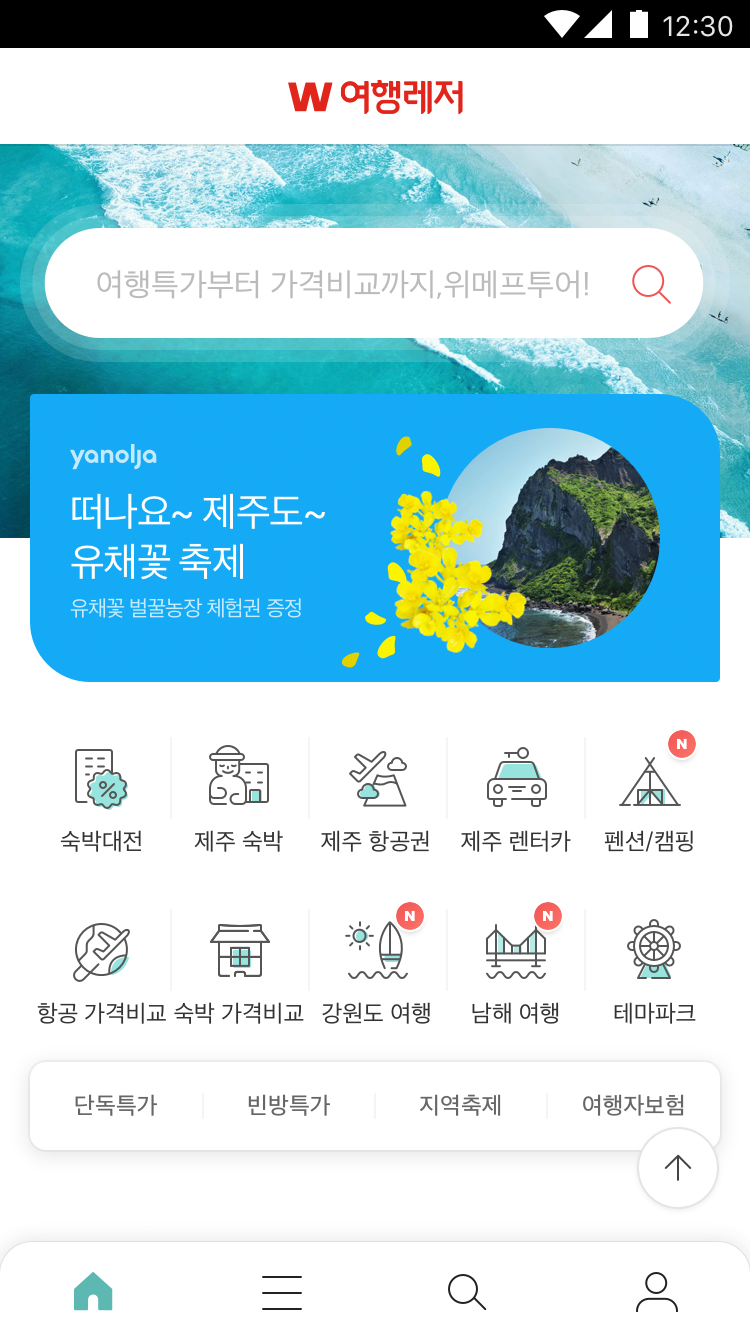 12:30
W 여행레저
여행특가부터 가격비교까지,위메프투어!
yanolja
떠나요~ 제주도~
유채꽃 축제
유채꽃 벌꿀농장 체험권 증정
N
숙박대전 제주 숙박 제주 항공권 제주 렌터카 펜션/캠핑
N N
항공 가격비교 숙박 가격비교 강원도 여행 남해 여행 테마파크
단독특가 빈방특가 지역축제 여행자보험